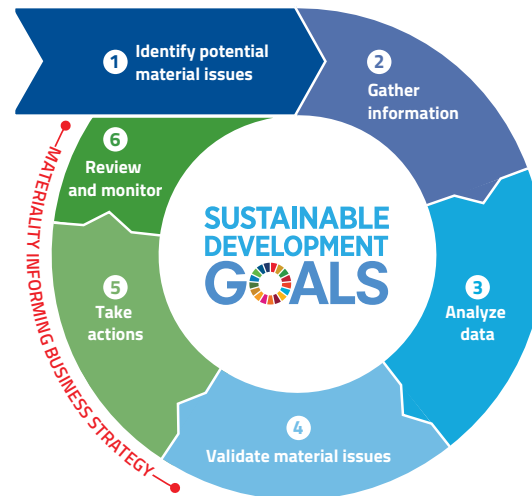 1 Identify potential
material issues
2
Gather
information
3
Analyze
data
4
Validate material issues
5
Take
actions
6
Review
and monitor
MATERIALITY INFORMING BUSINESS STRATEGY
SUSTAINABLE
DEVELOPMENT
GOALS